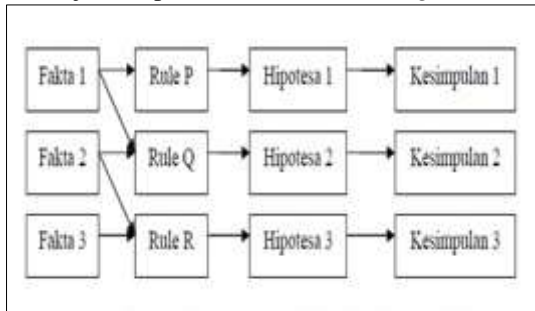 Fakta 1 Rule P Hipotesa 1 Kesimpulan 1
Fakta 2 Rule Q Hipotesa 2 Kesimpulan 2
Fakta 3 Rule R Hipotesa 3 Kesimpulan 3